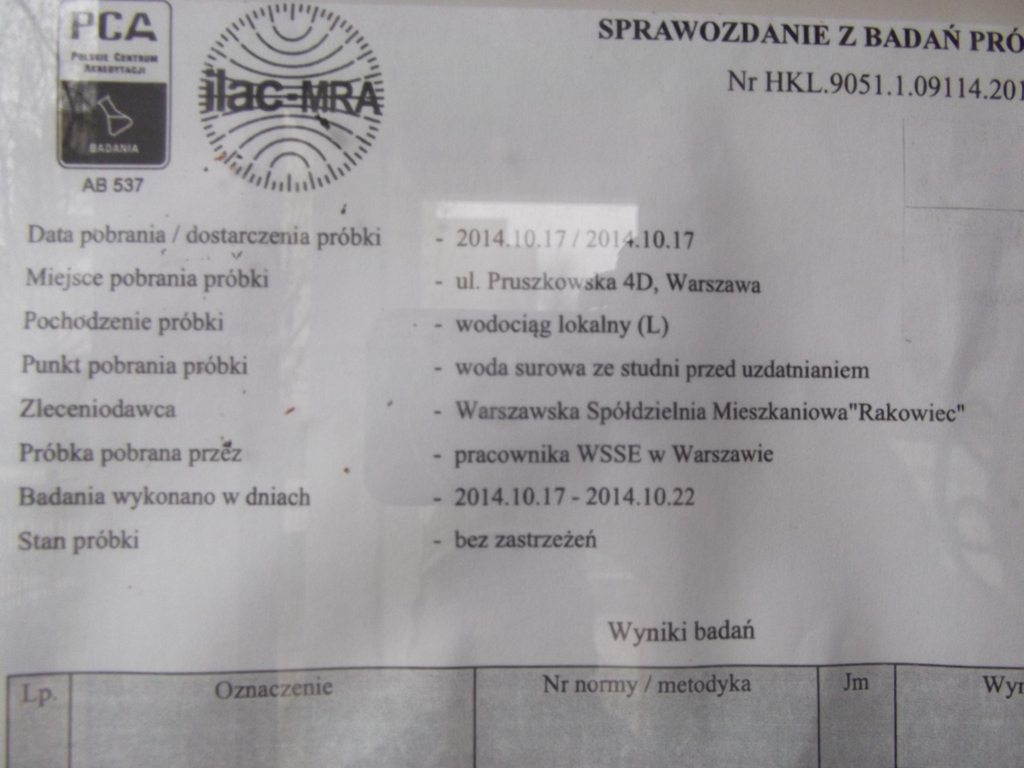 PCA
POLSKIE CENTRUM
AKREDYTACJI
BADANIA
AB 537
ilac-MRA
SPRAWOZDANIE Z BADAŃ PRÓ
Nr HKL.9051.1.09114.201
Data pobrania / dostarczenia próbki - 2014.10.17 / 2014.10.17
Miejsce pobrania próbki - ul. Pruszkowska 4D, Warszawa
Pochodzenie próbki - wodociąg lokalny (L)
Punkt pobrania próbki - woda surowa ze studni przed uzdatnianiem
Zleceniodawca - Warszawska Spółdzielnia Mieszkaniowa"Rakowiec"
Próbka pobrana przez - pracownika WSSE w Warszawie
Badania wykonano w dniach - 2014.10.17 - 2014.10.22
Stan próbki - bez zastrzeżeń
Wyniki badań
Lp. Oznaczenie Nr normy / metodyka Jm Wyn